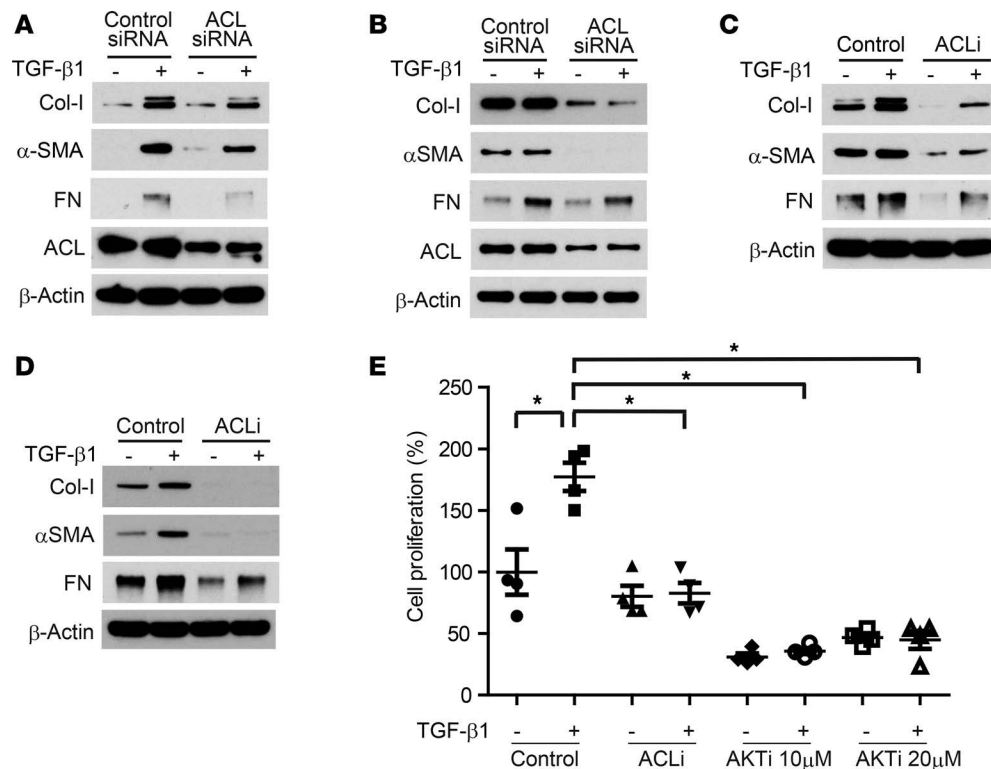 A
Control siRNA ACL siRNA
TGF-β1 - + - +
Col-I
α-SMA
FN
ACL
β-Actin
B
Control siRNA ACL siRNA
TGF-β1 - + - +
Col-I
αSMA
FN
ACL
β-Actin
C
Control ACLi
TGF-β1 - + - +
Col-I
α-SMA
FN
β-Actin
D
Control ACLi
TGF-β1 - + - +
Col-I
αSMA
FN
β-Actin
E
Cell proliferation (%)
250
200
150
100
50
0
* * * *
TGF-β1 - + - + - + - +
Control ACLi AKTi 10μM AKTi 20μM